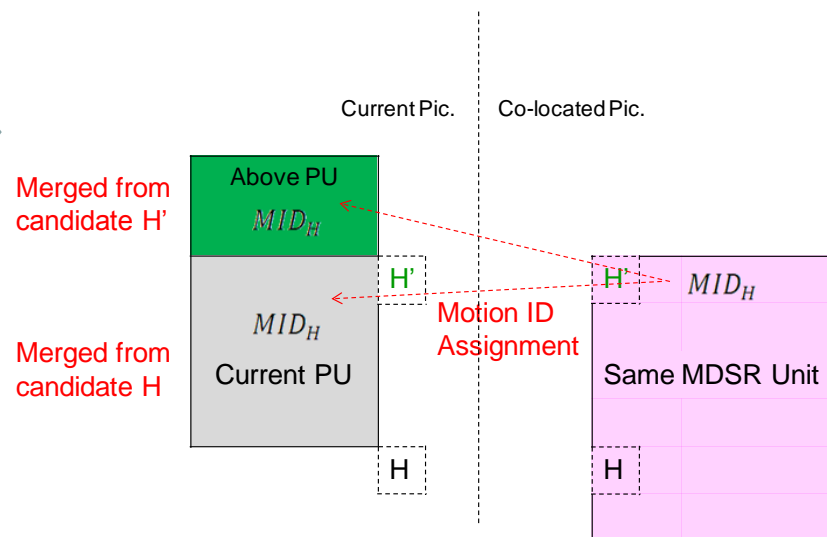 Current Pic.
Co-located Pic.
Merged from
candidate H'
Above PU
MID_H
H'
H'
MID_H
Motion ID
Assignment
MID_H
Merged from
candidate H
Current PU
Same MDSR Unit
H
H